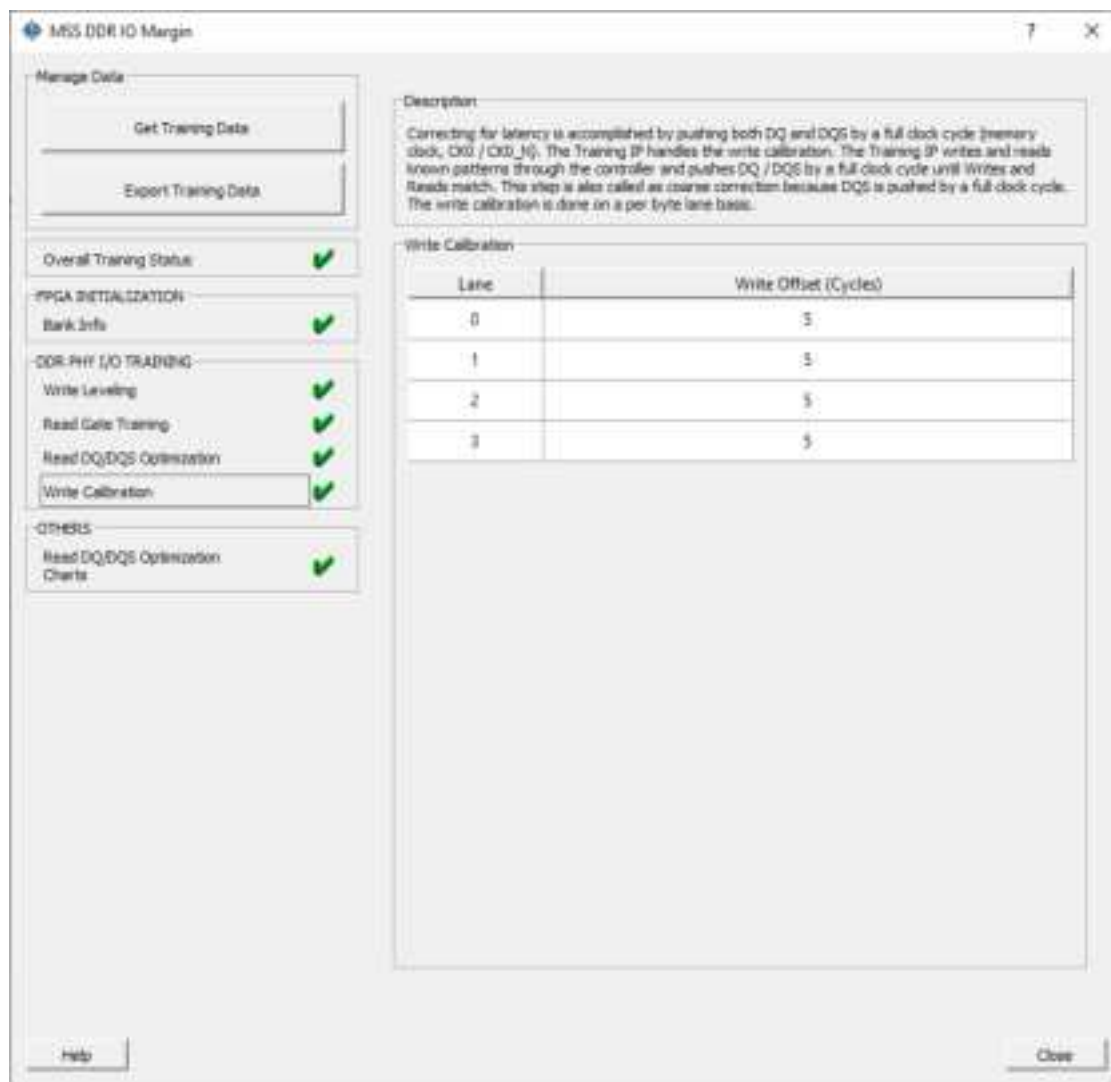 MSS DDR IO Margin
?
Manage Data
Get Training Data
Export Training Data
Overall Training Status
FPGA INITIALIZATION
Bank Info
DDR PHY I/O TRAINING
Write Leveling
Read Gate Training
Read DQ/DQS Optimization
Write Calibration
OTHERS
Read DQ/DQS Optimization
Charts
Description
Correcting for latency is accomplished by pushing both DQ and DQS by a full clock cycle (memory
clock, CK0 / CK0_N). The Training IP handles the write calibration. The Training IP writes and reads
known patterns through the controller and pushes DQ / DQS by a full clock cycle until Writes and
Reads match. This step is also called as coarse correction because DQS is pushed by a full clock cycle.
The write calibration is done on a per byte lane basis.
Write Calibration
Lane Write Offset (Cycles)
0 5
1 5
2 5
3 5
Help
Close